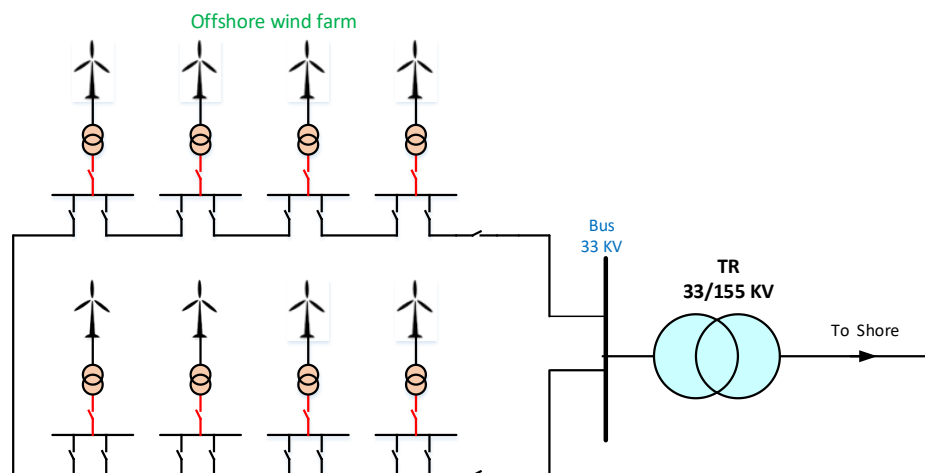 Offshore wind farm
Bus
33 KV
TR
33/155 KV
To Shore